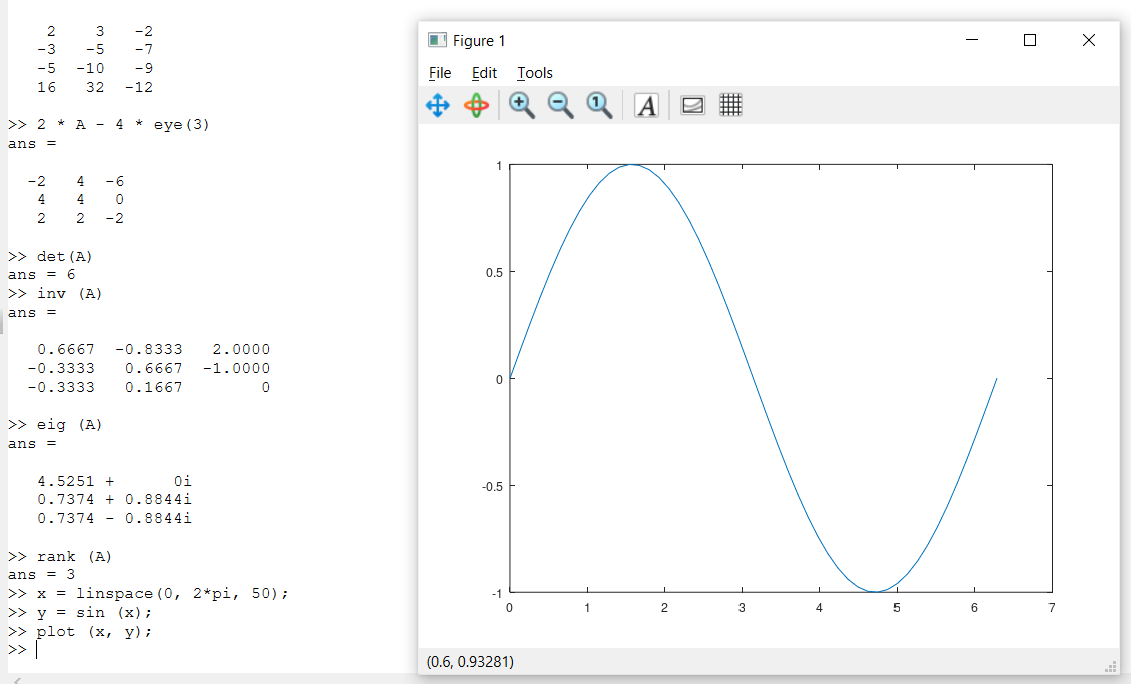 2 3 -2
-3 -5 -7
-5 -10 -9
16 32 -12
>> 2 * A - 4 * eye(3)
ans =
-2 4 -6
4 4 0
2 2 -2
>> det(A)
ans = 6
>> inv (A)
ans =
0.6667 -0.8333 2.0000
-0.3333 0.6667 -1.0000
-0.3333 0.1667 0
>> eig (A)
ans =
4.5251 + 0i
0.7374 + 0.8844i
0.7374 - 0.8844i
>> rank (A)
ans = 3
>> x = linspace(0, 2*pi, 50);
>> y = sin (x);
>> plot (x, y);
>>
Figure 1
File Edit Tools
1 A
1
0.5
0
-0.5
-1
0 1 2 3 4 5 6 7
(0.6, 0.93281)